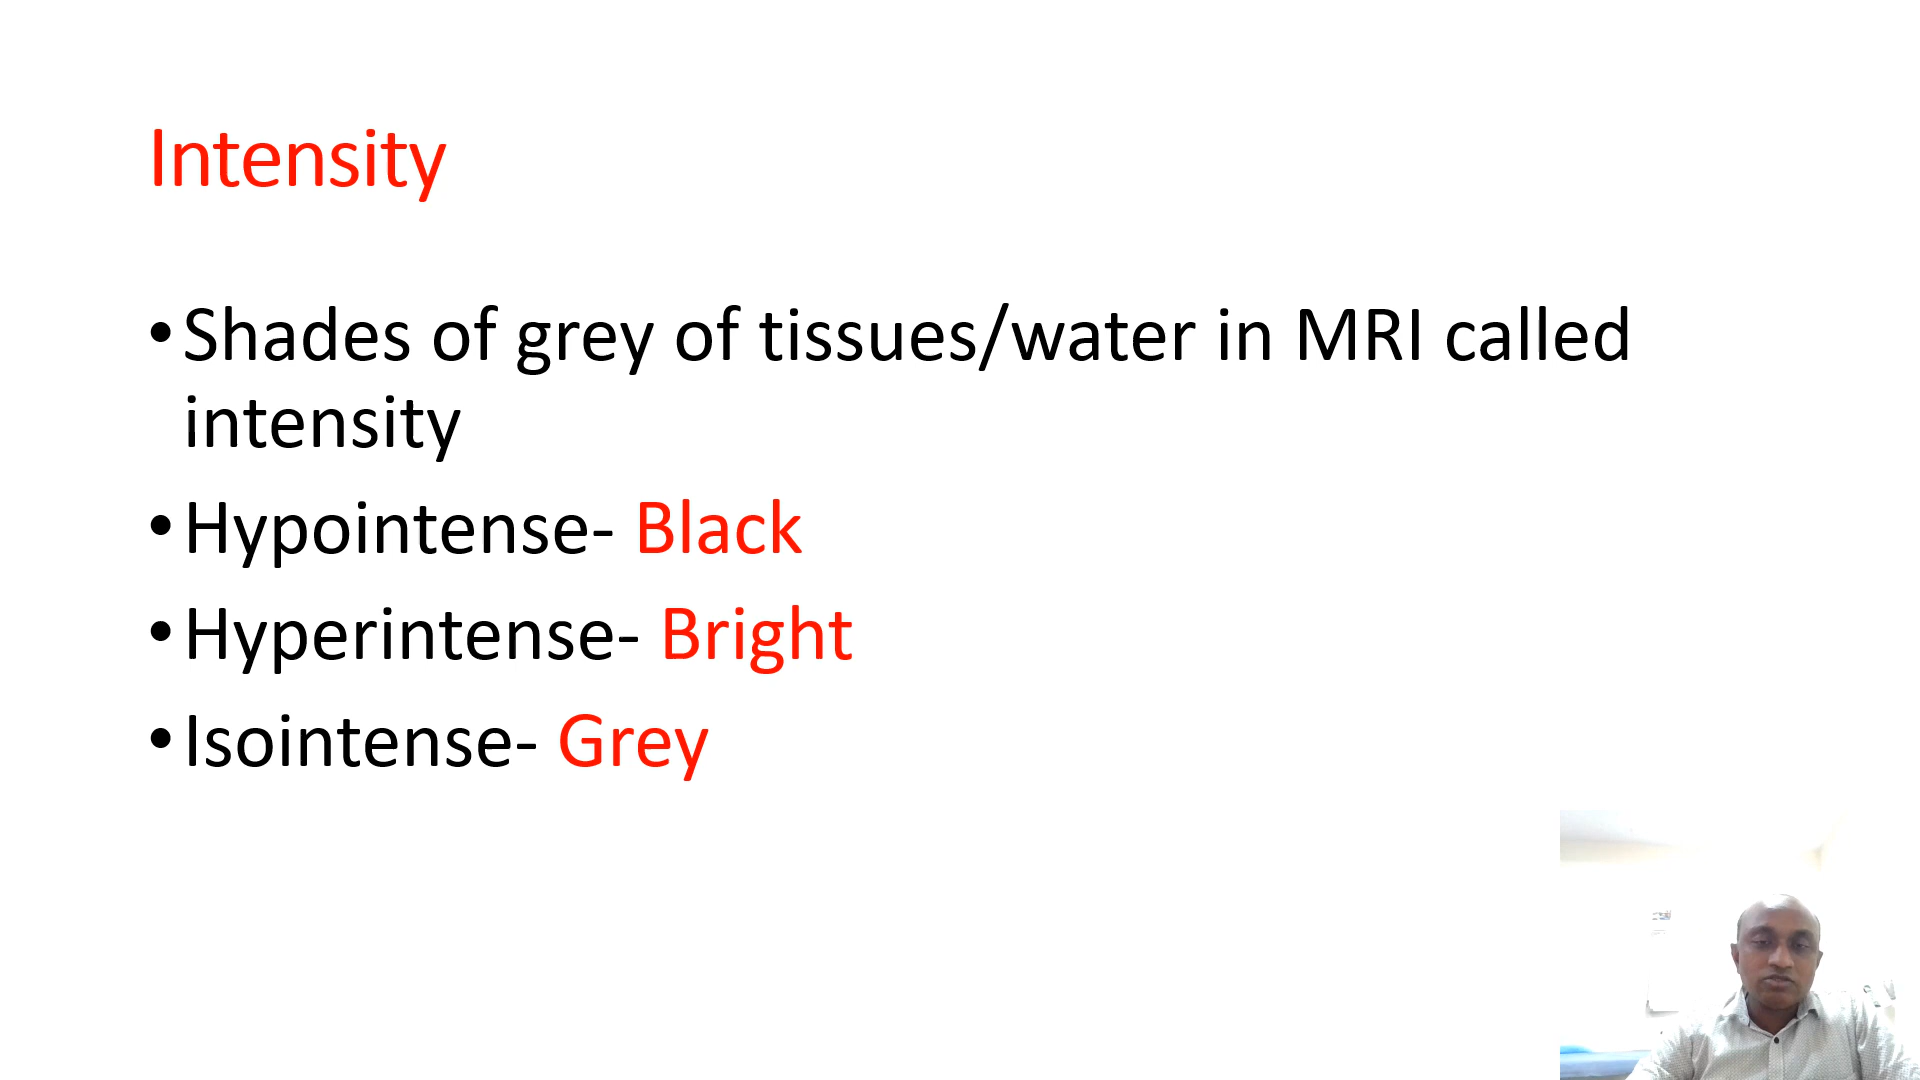 Intensity
•Shades of grey of tissues/water in MRI called
intensity
•Hypointense- Black
•Hyperintense- Bright
•Isointense- Grey